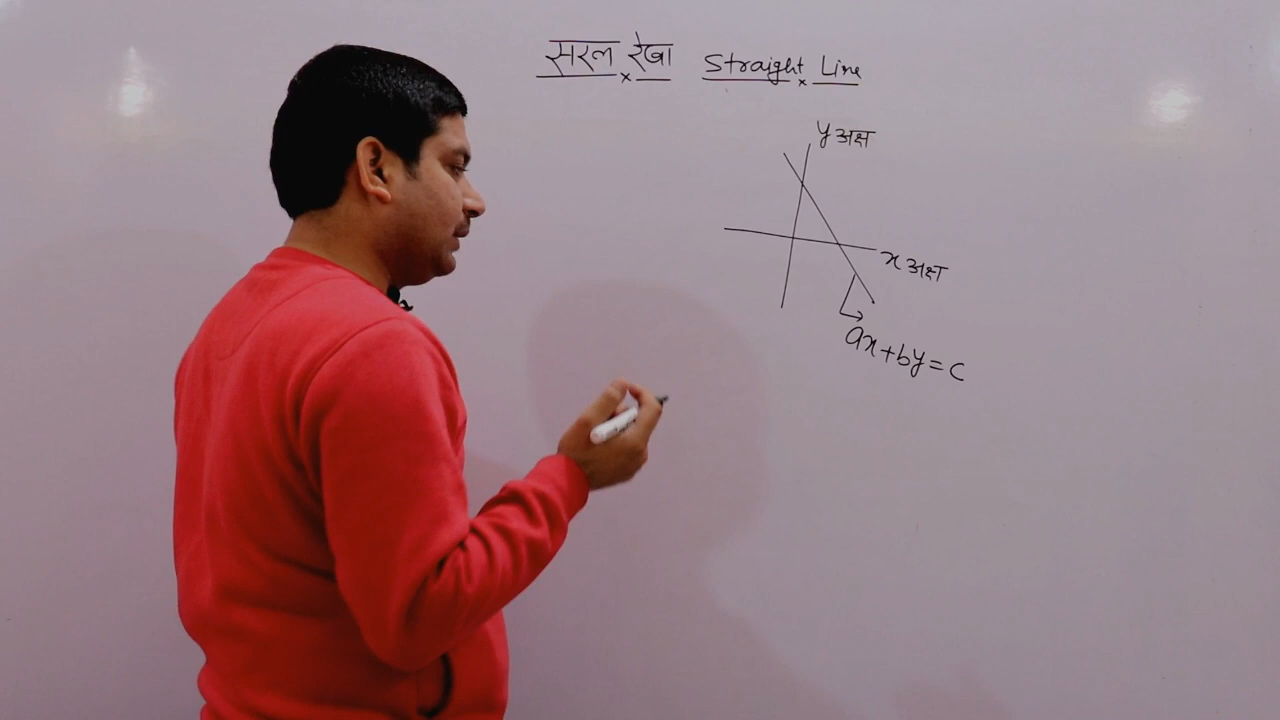 सरल रेखा Straight Line
y अक्ष
x अक्ष
ax+by=c